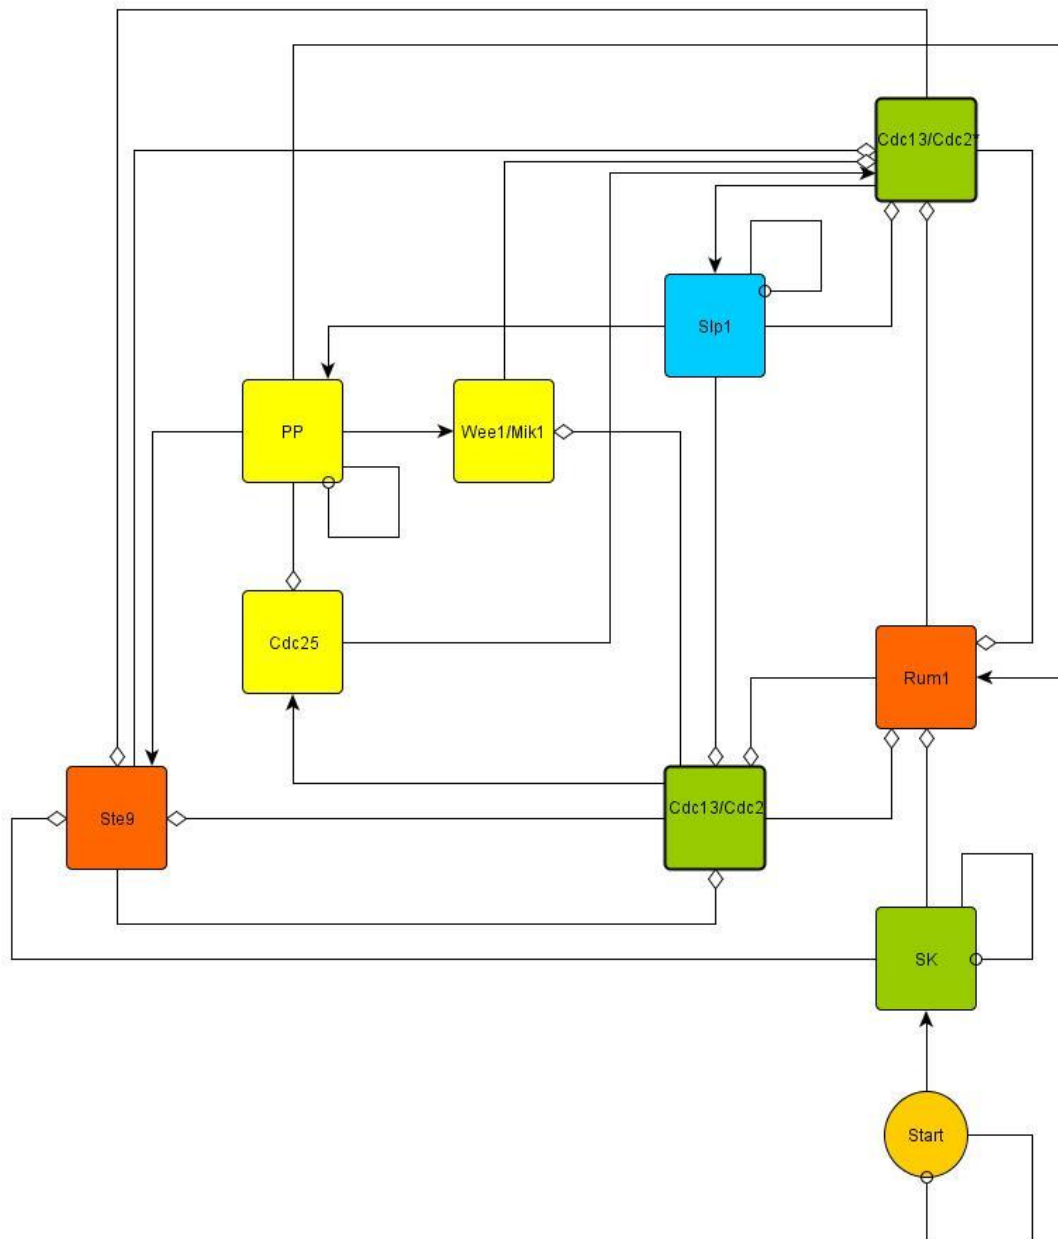 Cdc13/Cdc2*
Slp1
PP
Wee1/Mik1
Cdc25
Rum1
Ste9
Cdc13/Cdc2
SK
Start